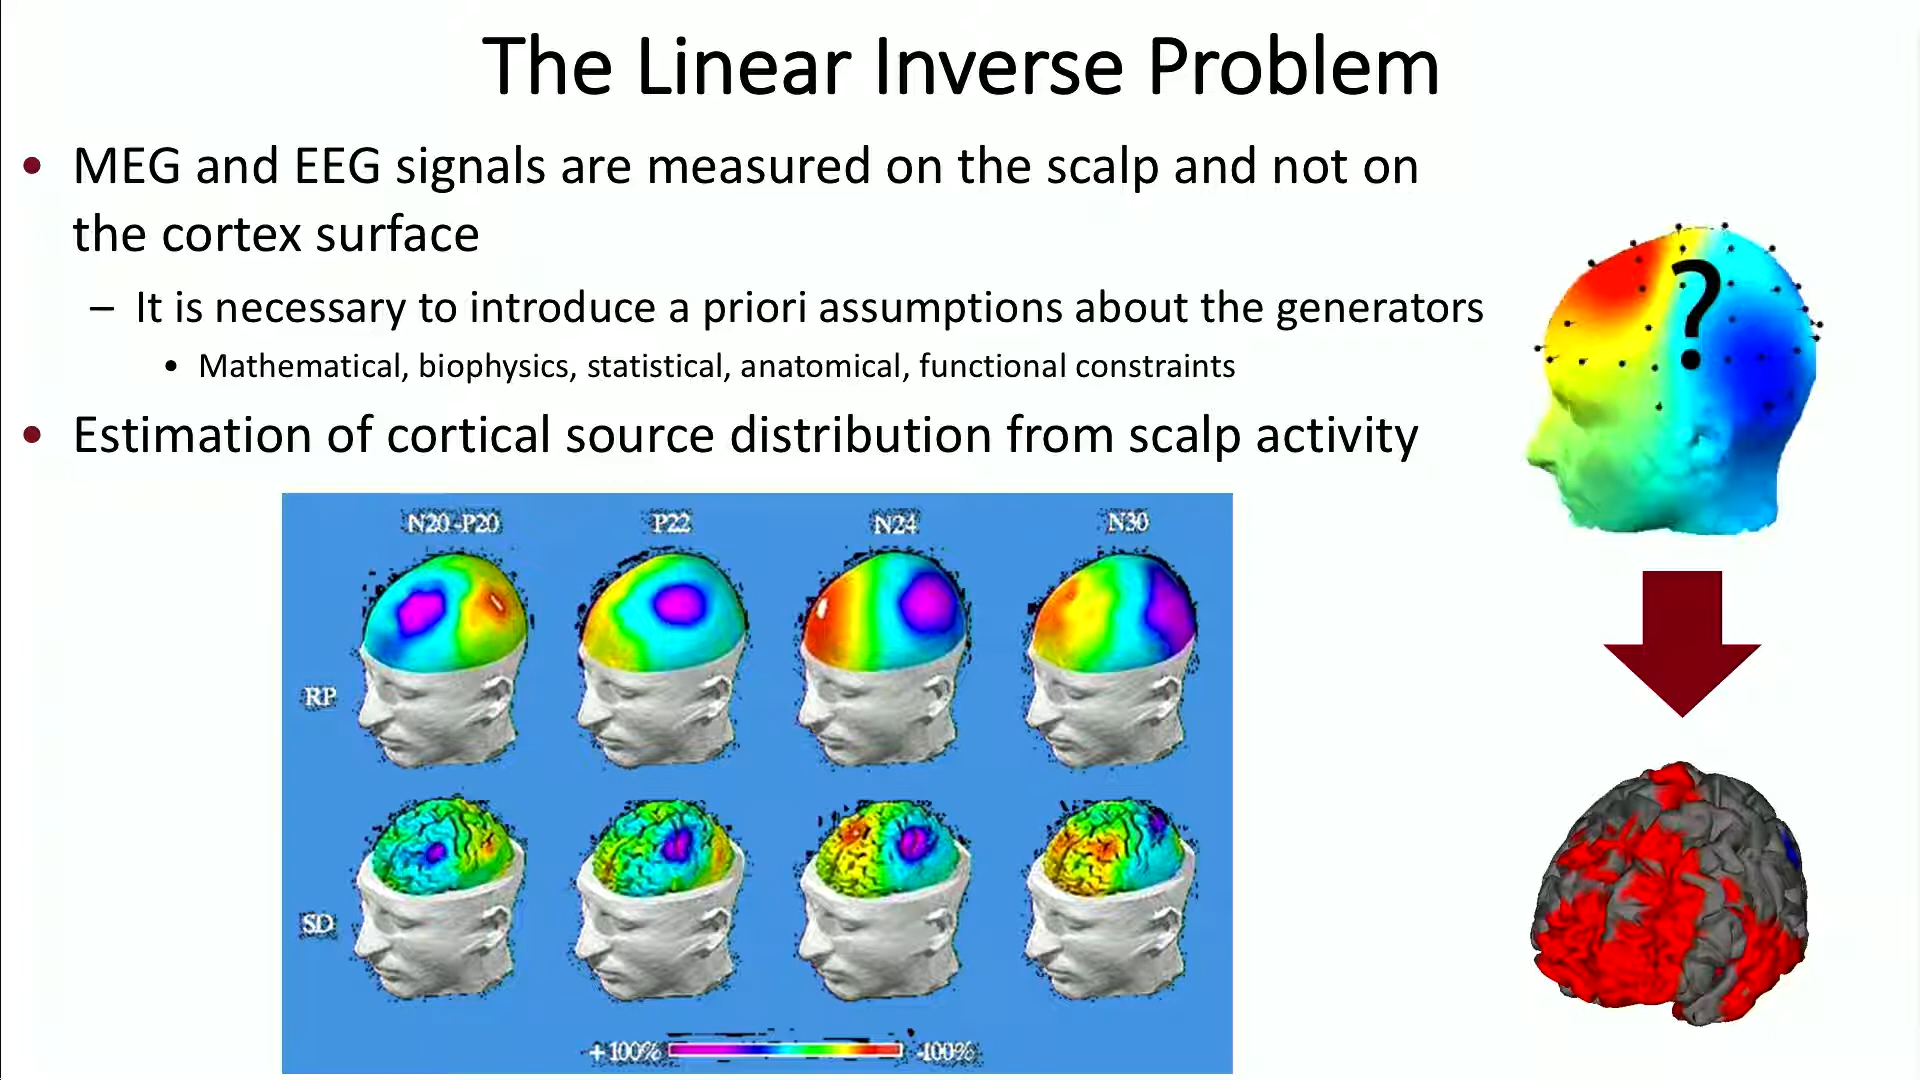 The Linear Inverse Problem
• MEG and EEG signals are measured on the scalp and not on
the cortex surface
– It is necessary to introduce a priori assumptions about the generators
• Mathematical, biophysics, statistical, anatomical, functional constraints
• Estimation of cortical source distribution from scalp activity
?
N20-P20 P22 N24 N30
RP
SD
+100% -100%